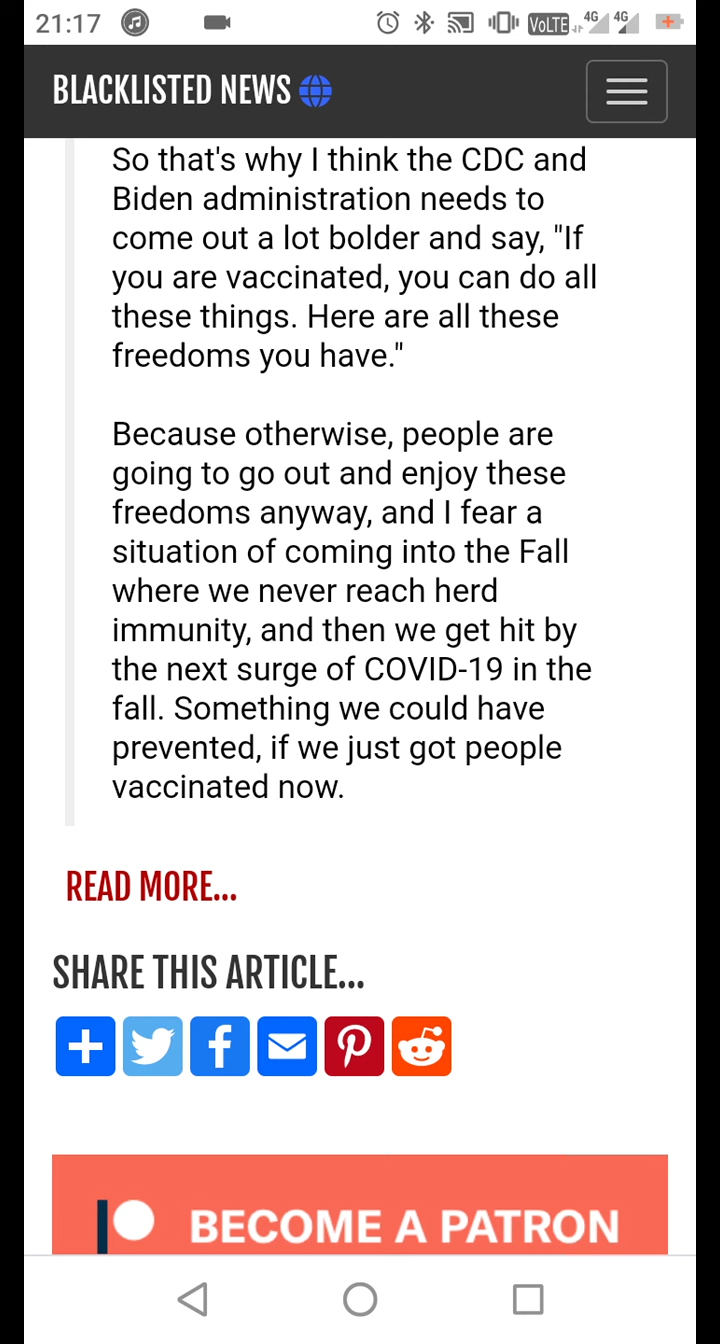 21:17 VoLTE 4G 4G
BLACKLISTED NEWS
So that's why I think the CDC and
Biden administration needs to
come out a lot bolder and say, "If
you are vaccinated, you can do all
these things. Here are all these
freedoms you have."
Because otherwise, people are
going to go out and enjoy these
freedoms anyway, and I fear a
situation of coming into the Fall
where we never reach herd
immunity, and then we get hit by
the next surge of COVID-19 in the
fall. Something we could have
prevented, if we just got people
vaccinated now.
READ MORE...
SHARE THIS ARTICLE...
BECOME A PATRON